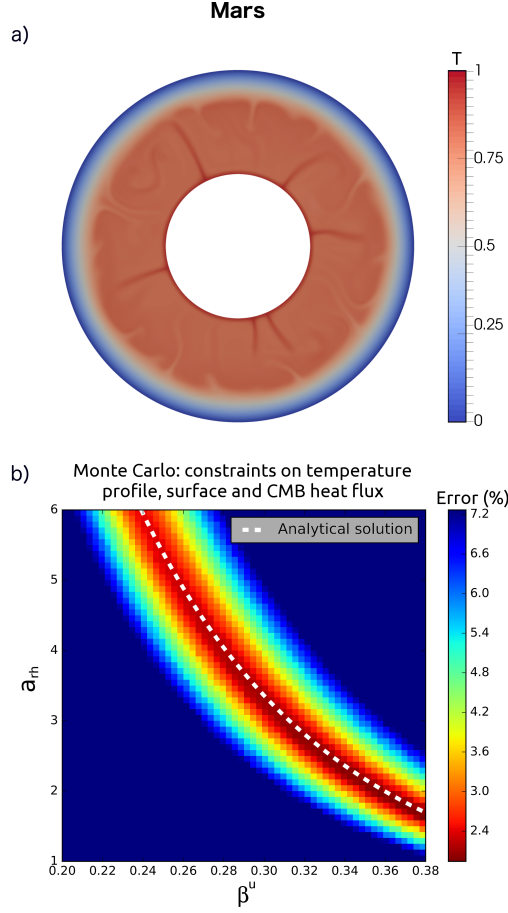 Mars
a)
T
1
0.75
0.5
0.25
0
b)
Monte Carlo: constraints on temperature
profile, surface and CMB heat flux
Error (%)
Analytical solution
7.2
6.6
6.0
5.4
4.8
4.2
3.6
3.0
2.4
6
5
4
3
2
1
a_rh
0.20 0.22 0.24 0.26 0.28 0.30 0.32 0.34 0.36 0.38
β^u